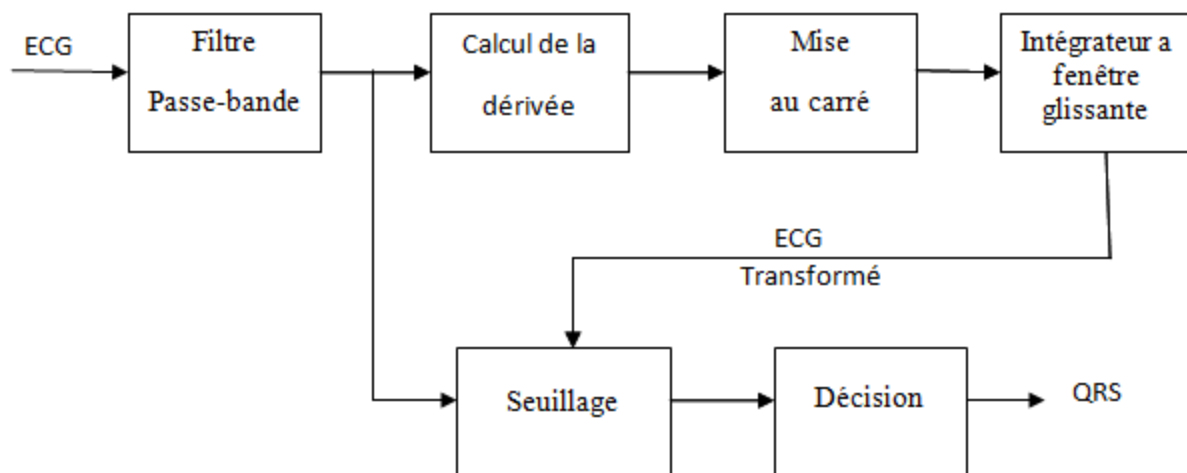 ECG
Filtre
Passe-bande
Calcul de la
dérivée
Mise
au carré
Intégrateur a
fenêtre
glissante
ECG
Transformé
Seuillage
Décision
QRS